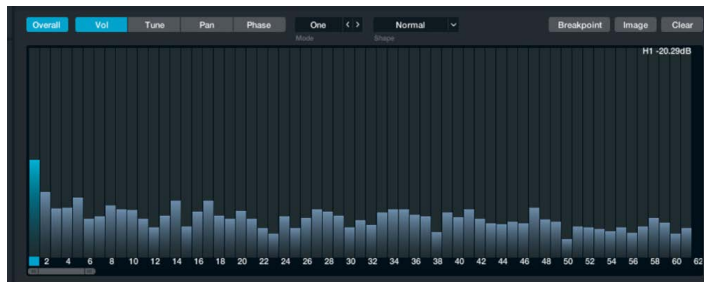 Overall Vol Tune Pan Phase One Normal Breakpoint Image Clear
Mode Shape
H1 -20.29dB
2 4 6 8 10 12 14 16 18 20 22 24 26 28 30 32 34 36 38 40 42 44 46 48 50 52 54 56 58 60 62